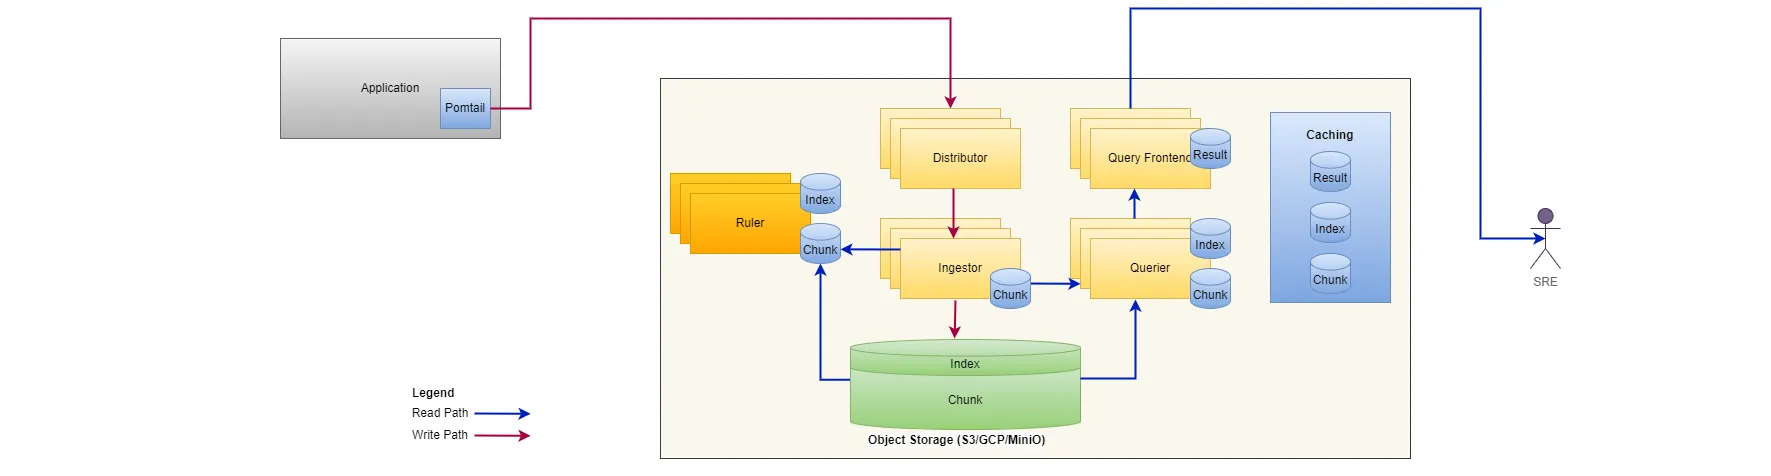 Application
Pomtail
Distributor
Query Frontend
Result
Caching
Result
Index
Chunk
Ruler
Index
Chunk
Ingestor
Chunk
Querier
Index
Chunk
SRE
Index
Chunk
Object Storage (S3/GCP/MiniO)
Legend
Read Path
Write Path